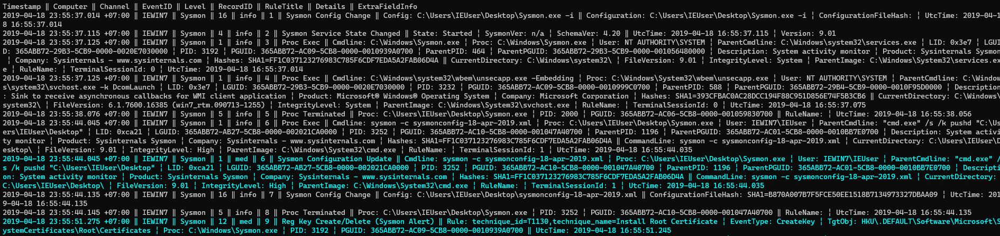 Timestamp ‖ Computer ‖ Channel ‖ EventID ‖ Level ‖ RecordID ‖ RuleTitle ‖ Details ‖ ExtraFieldInfo
2019-04-18 23:55:37.014 +07:00 ‖ IEWIN7 ‖ Sysmon ‖ 16 ‖ info ‖ 1 ‖ Sysmon Config Change ‖ Config: C:\Users\IEUser\Desktop\Sysmon.exe -i ‖ Configuration: C:\Users\IEUser\Desktop\Sysmon.exe -i ¦ ConfigurationFileHash: ¦ UtcTime: 2019-04-1
8 16:55:37.014
2019-04-18 23:55:37.115 +07:00 ‖ IEWIN7 ‖ Sysmon ‖ 4 ‖ info ‖ 2 ‖ Sysmon Service State Changed ‖ State: Started ¦ SysmonVer: n/a ¦ SchemaVer: 4.20 ‖ UtcTime: 2019-04-18 16:55:37.115 ¦ Version: 9.01
2019-04-18 23:55:37.125 +07:00 ‖ IEWIN7 ‖ Sysmon ‖ 1 ‖ info ‖ 3 ‖ Proc Exec ‖ Cmdline: C:\Windows\Sysmon.exe ¦ Proc: C:\Windows\Sysmon.exe ¦ User: NT AUTHORITY\SYSTEM ¦ ParentCmdline: C:\Windows\system32\services.exe ¦ LID: 0x3e7 ¦ LGUI
D: 365ABB72-29B3-5CB9-0000-0020E7030000 ¦ PID: 3192 ¦ PGUID: 365ABB72-AC09-5CB8-0000-0010939A0700 ¦ ParentPID: 464 ¦ ParentPGUID: 365ABB72-29B3-5CB9-0000-001056480000 ¦ Description: System activity monitor ¦ Product: Sysinternals Sysmon
¦ Company: Sysinternals - www.sysinternals.com ¦ Hashes: SHA1=FF1C037123276983C785F6CDF7EDA5A2FAB06D4A ‖ CurrentDirectory: C:\Windows\system32\ ¦ FileVersion: 9.01 ¦ IntegrityLevel: System ¦ ParentImage: C:\Windows\System32\services.ex
e ¦ RuleName: ¦ TerminalSessionId: 0 ¦ UtcTime: 2019-04-18 16:55:37.014
2019-04-18 23:55:37.125 +07:00 ‖ IEWIN7 ‖ Sysmon ‖ 1 ‖ info ‖ 4 ‖ Proc Exec ‖ Cmdline: C:\Windows\system32\wbem\unsecapp.exe -Embedding ¦ Proc: C:\Windows\System32\wbem\unsecapp.exe ¦ User: NT AUTHORITY\SYSTEM ¦ ParentCmdline: C:\Window
s\system32\svchost.exe -k DcomLaunch ¦ LID: 0x3e7 ¦ LGUID: 365ABB72-29B3-5CB9-0000-0020E7030000 ¦ PID: 3232 ¦ PGUID: 365ABB72-AC09-5CB8-0000-0010999C0700 ¦ ParentPID: 588 ¦ ParentPGUID: 365ABB72-29B4-5CB9-0000-0010F95D0000 ¦ Description
: Sink to receive asynchronous callbacks for WMI client application ¦ Product: Microsoft® Windows® Operating System ¦ Company: Microsoft Corporation ¦ Hashes: SHA1=393CFBAC0AC28DCC194F88C951D856E74F5B3CB6 ‖ CurrentDirectory: C:\Windows\
system32\ ¦ FileVersion: 6.1.7600.16385 (win7_rtm.090713-1255) ¦ IntegrityLevel: System ¦ ParentImage: C:\Windows\System32\svchost.exe ¦ RuleName: ¦ TerminalSessionId: 0 ¦ UtcTime: 2019-04-18 16:55:37.075
2019-04-18 23:55:38.076 +07:00 ‖ IEWIN7 ‖ Sysmon ‖ 5 ‖ info ‖ 5 ‖ Proc Terminated ‖ Proc: C:\Users\IEUser\Desktop\Sysmon.exe ¦ PID: 2000 ¦ PGUID: 365ABB72-AC06-5CB8-0000-001059830700 ‖ RuleName: ¦ UtcTime: 2019-04-18 16:55:38.056
2019-04-18 23:55:44.045 +07:00 ‖ IEWIN7 ‖ Sysmon ‖ 1 ‖ info ‖ 6 ‖ Proc Exec ‖ Cmdline: sysmon -c sysmonconfig-18-apr-2019.xml ¦ Proc: C:\Users\IEUser\Desktop\Sysmon.exe ¦ User: IEWIN7\IEUser ¦ ParentCmdline: "cmd.exe" /s /k pushd "C:\Us
ers\IEUser\Desktop" ¦ LID: 0xca21 ¦ LGUID: 365ABB72-AB27-5CB8-0000-002021CA0000 ¦ PID: 3252 ¦ PGUID: 365ABB72-AC10-5CB8-0000-001047A40700 ¦ ParentPID: 1196 ¦ ParentPGUID: 365ABB72-AC01-5CB8-0000-0010BB7E0700 ¦ Description: System activi
ty monitor ¦ Product: Sysinternals Sysmon ¦ Company: Sysinternals - www.sysinternals.com ¦ Hashes: SHA1=FF1C037123276983C785F6CDF7EDA5A2FAB06D4A ‖ CommandLine: sysmon -c sysmonconfig-18-apr-2019.xml ¦ CurrentDirectory: C:\Users\IEUser\D
esktop\ ¦ FileVersion: 9.01 ¦ IntegrityLevel: High ¦ ParentImage: C:\Windows\System32\cmd.exe ¦ RuleName: ¦ TerminalSessionId: 1 ¦ UtcTime: 2019-04-18 16:55:44.035
2019-04-18 23:55:44.045 +07:00 ‖ IEWIN7 ‖ Sysmon ‖ 1 ‖ med ‖ 6 ‖ Sysmon Configuration Update ‖ Cmdline: sysmon -c sysmonconfig-18-apr-2019.xml ¦ Proc: C:\Users\IEUser\Desktop\Sysmon.exe ¦ User: IEWIN7\IEUser ¦ ParentCmdline: "cmd.exe" /
s /k pushd "C:\Users\IEUser\Desktop" ¦ LID: 0xca21 ¦ LGUID: 365ABB72-AB27-5CB8-0000-002021CA0000 ¦ PID: 3252 ¦ PGUID: 365ABB72-AC10-5CB8-0000-001047A40700 ¦ ParentPID: 1196 ¦ ParentPGUID: 365ABB72-AC01-5CB8-0000-0010BB7E0700 ¦ Descripti
on: System activity monitor ¦ Product: Sysinternals Sysmon ¦ Company: Sysinternals - www.sysinternals.com ¦ Hashes: SHA1=FF1C037123276983C785F6CDF7EDA5A2FAB06D4A ‖ CommandLine: sysmon -c sysmonconfig-18-apr-2019.xml ¦ CurrentDirectory:
C:\Users\IEUser\Desktop\ ¦ FileVersion: 9.01 ¦ IntegrityLevel: High ¦ ParentImage: C:\Windows\System32\cmd.exe ¦ RuleName: ¦ TerminalSessionId: 1 ¦ UtcTime: 2019-04-18 16:55:44.035
2019-04-18 23:55:44.135 +07:00 ‖ IEWIN7 ‖ Sysmon ‖ 16 ‖ info ‖ 7 ‖ Sysmon Config Change ‖ Config: C:\Users\IEUser\Desktop\sysmonconfig-18-apr-2019.xml ‖ ConfigurationFileHash: SHA1=B870A007B7F5FCE50EE1518B7134973327DBAA09 ¦ UtcTime: 201
9-04-18 16:55:44.135
2019-04-18 23:55:44.145 +07:00 ‖ IEWIN7 ‖ Sysmon ‖ 5 ‖ info ‖ 8 ‖ Proc Terminated ‖ Proc: C:\Users\IEUser\Desktop\Sysmon.exe ¦ PID: 3252 ¦ PGUID: 365ABB72-AC10-5CB8-0000-001047A40700 ‖ RuleName: ¦ UtcTime: 2019-04-18 16:55:44.135
2019-04-18 23:55:51.275 +07:00 ‖ IEWIN7 ‖ Sysmon ‖ 12 ‖ med ‖ 9 ‖ Reg Key Create/Delete (Sysmon Alert) ‖ Rule: technique_id=T1130,technique_name=Install Root Certificate ¦ EventType: CreateKey ¦ TgtObj: HKU\.DEFAULT\Software\Microsoft\S
ystemCertificates\Root\Certificates ¦ Proc: C:\Windows\Sysmon.exe ¦ PID: 3192 ¦ PGUID: 365ABB72-AC09-5CB8-0000-0010939A0700 ‖ UtcTime: 2019-04-18 16:55:51.245